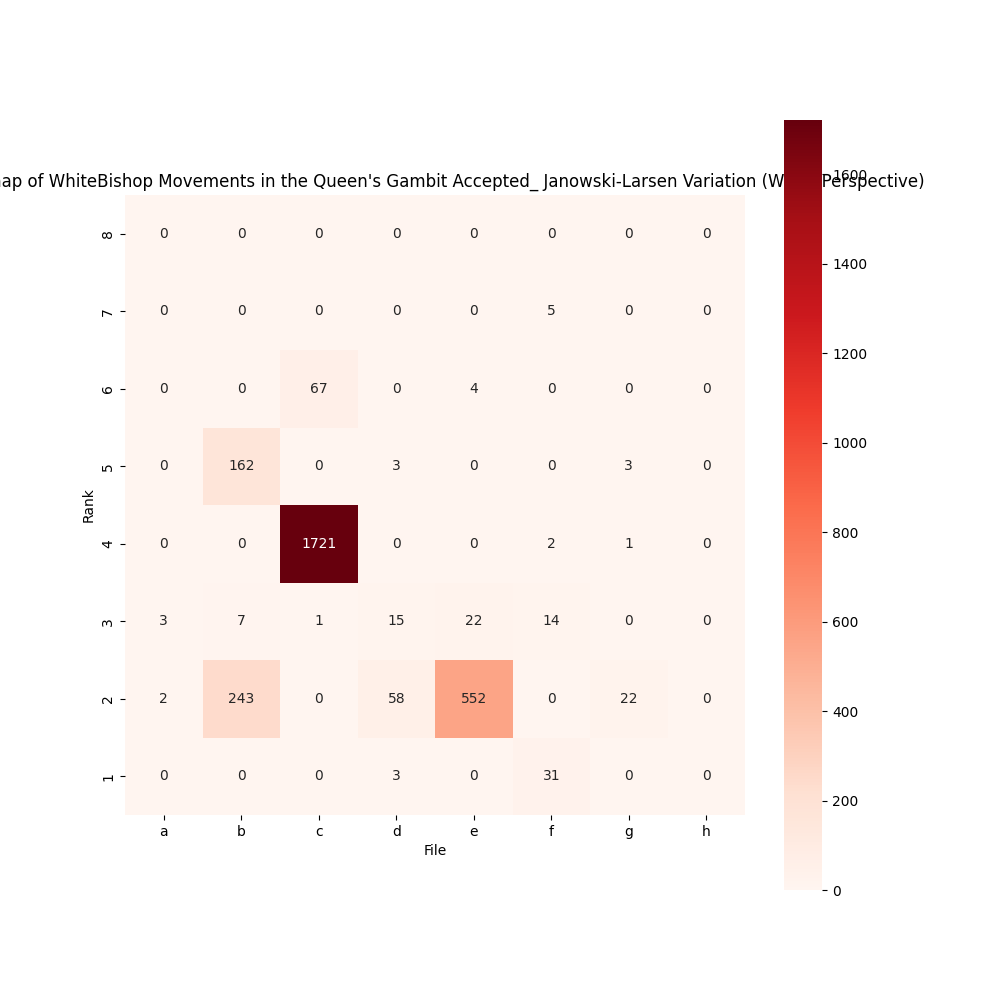 ap of WhiteBishop Movements in the Queen's Gambit Accepted_ Janowski-Larsen Variation (W Perspective)
1600
8 0 0 0 0 0 0 0 0
1400
7 0 0 0 0 0 5 0 0
1200
6 0 0 67 0 4 0 0 0
1000
5 0 162 0 3 0 0 3 0
Rank
800
4 0 0 1721 0 0 2 1 0
600
3 3 7 1 15 22 14 0 0
400
2 2 243 0 58 552 0 22 0
200
1 0 0 0 3 0 31 0 0
a b c d e f g h
File
0